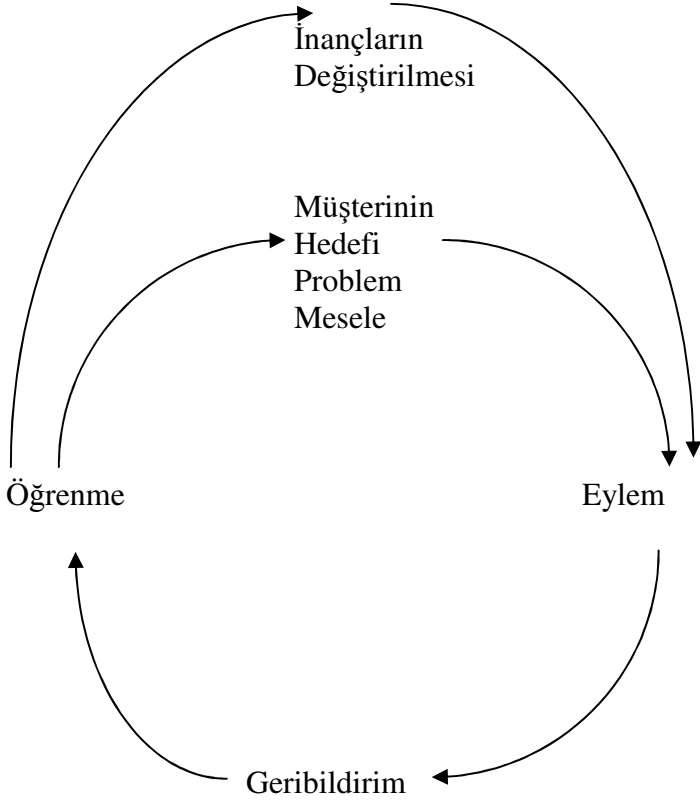 İnançların
Değiştirilmesi
Müşterinin
Hedefi
Problem
Mesele
Öğrenme
Eylem
Geribildirim